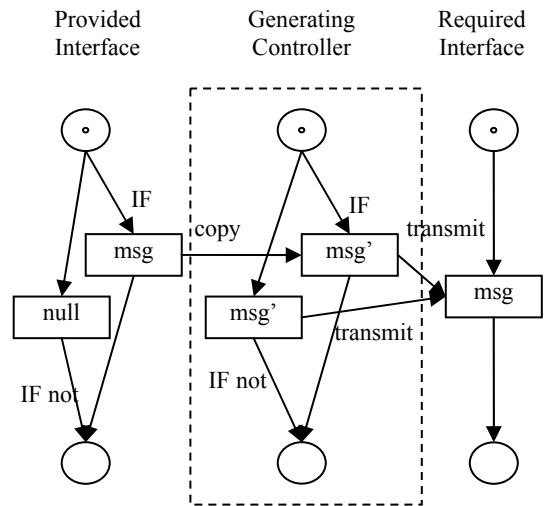 Provided
Interface
Generating
Controller
Required
Interface
IF
msg
copy
IF
msg’
transmit
msg
null
msg’
transmit
IF not
IF not